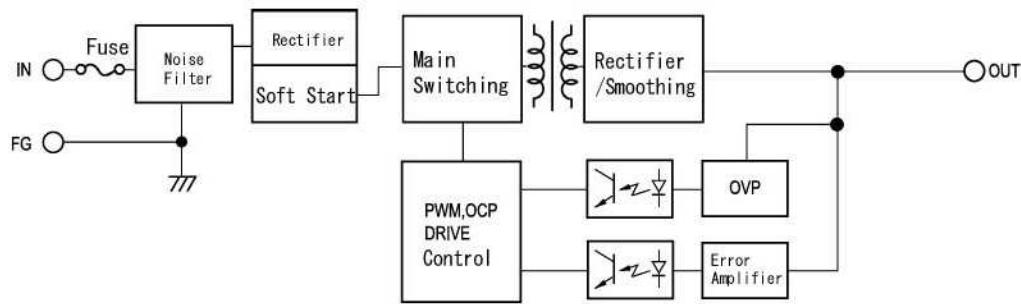 IN
Fuse
Noise
Filter
Rectifier
Soft Start
Main
Switching
Rectifier
/Smoothing
OUT
FG
PWM,OCP
DRIVE
Control
OVP
Error
Amplifier